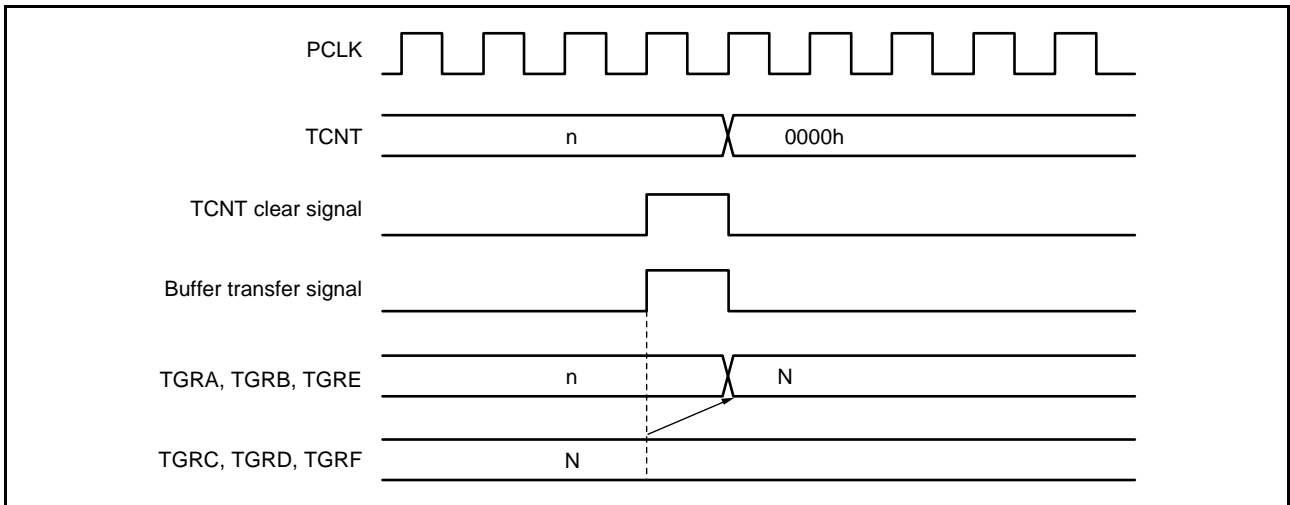 PCLK
TCNT n 0000h
TCNT clear signal
Buffer transfer signal
TGRA, TGRB, TGRE n N
TGRC, TGRD, TGRF N